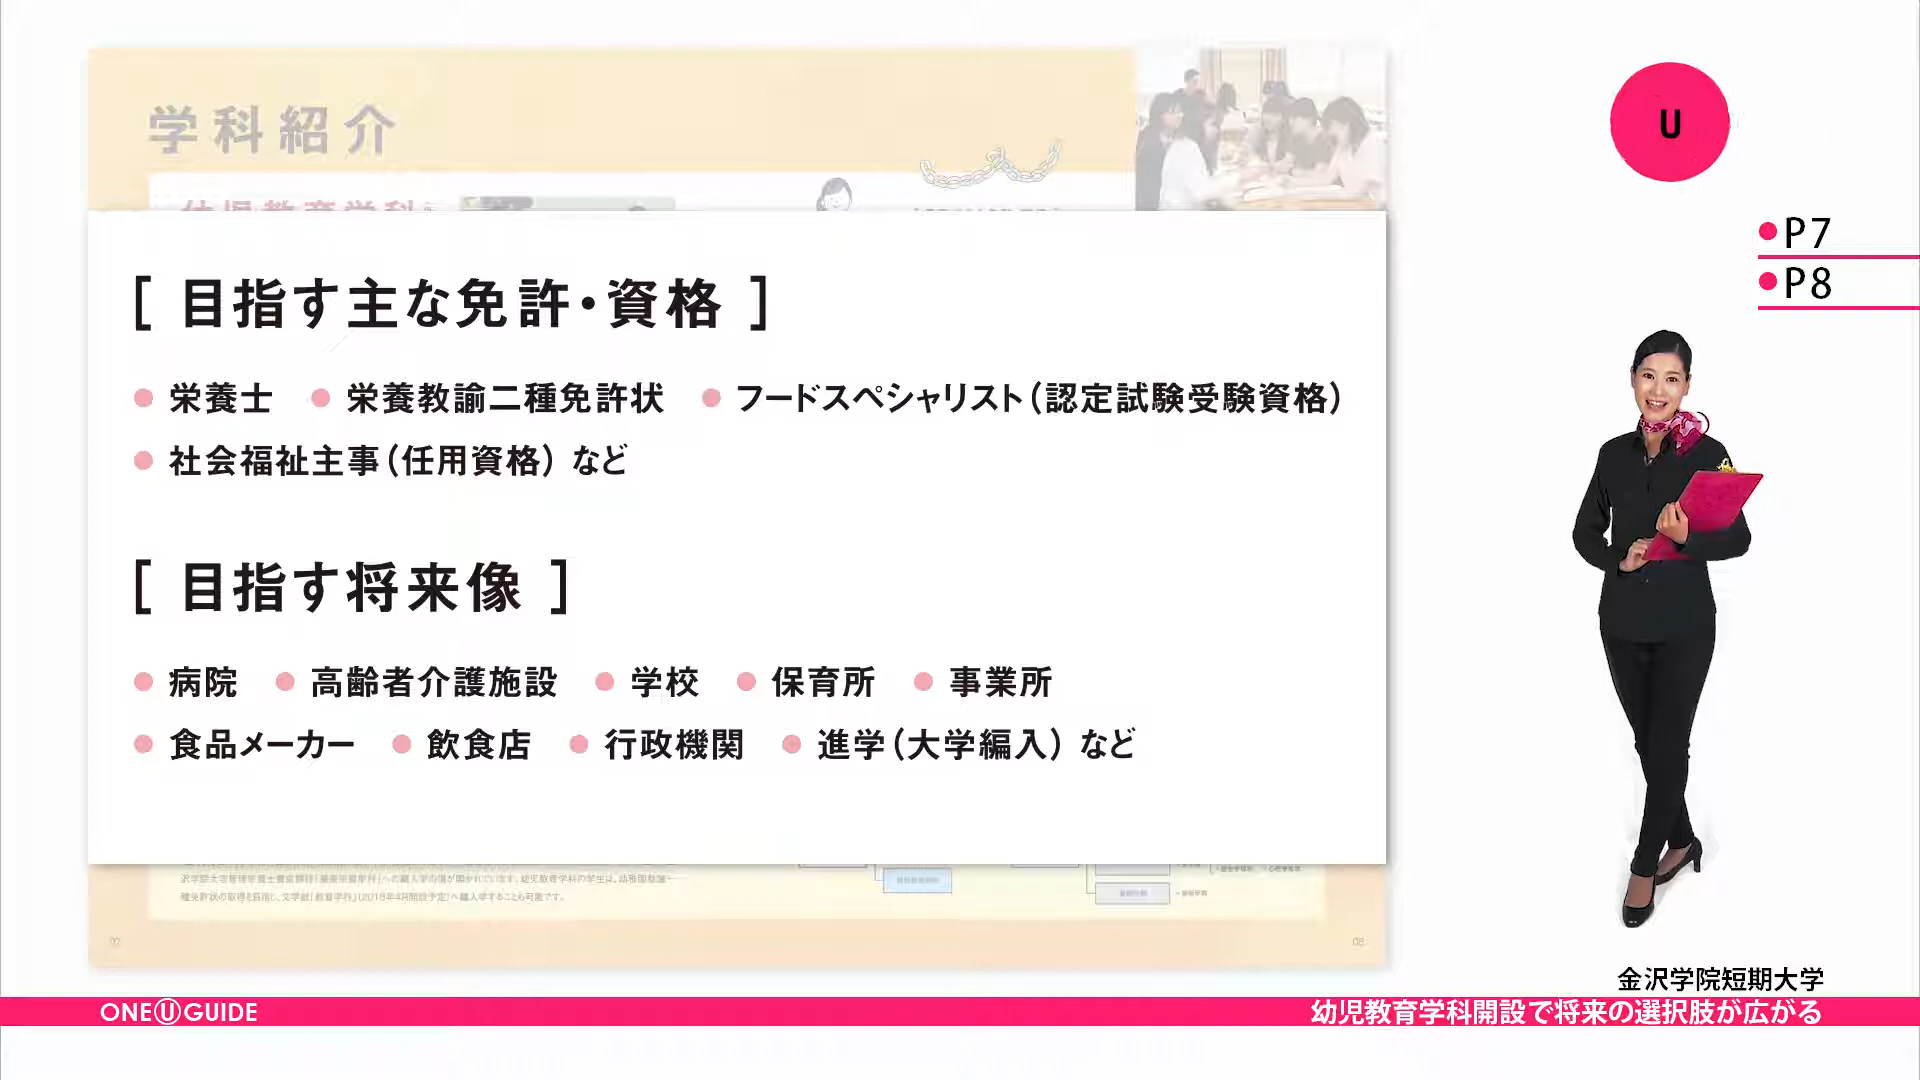 学科紹介
U
P7
P8
[ 目指す主な免許・資格 ]
● 栄養士 ● 栄養教諭二種免許状 ● フードスペシャリスト（認定試験受験資格）
● 社会福祉主事（任用資格）など
[ 目指す将来像 ]
● 病院 ● 高齢者介護施設 ● 学校 ● 保育所 ● 事業所
● 食品メーカー ● 飲食店 ● 行政機関 ● 進学（大学編入）など
07
08
金沢学院短期大学
ONE Ⓤ GUIDE
幼児教育学科開設で将来の選択肢が広がる